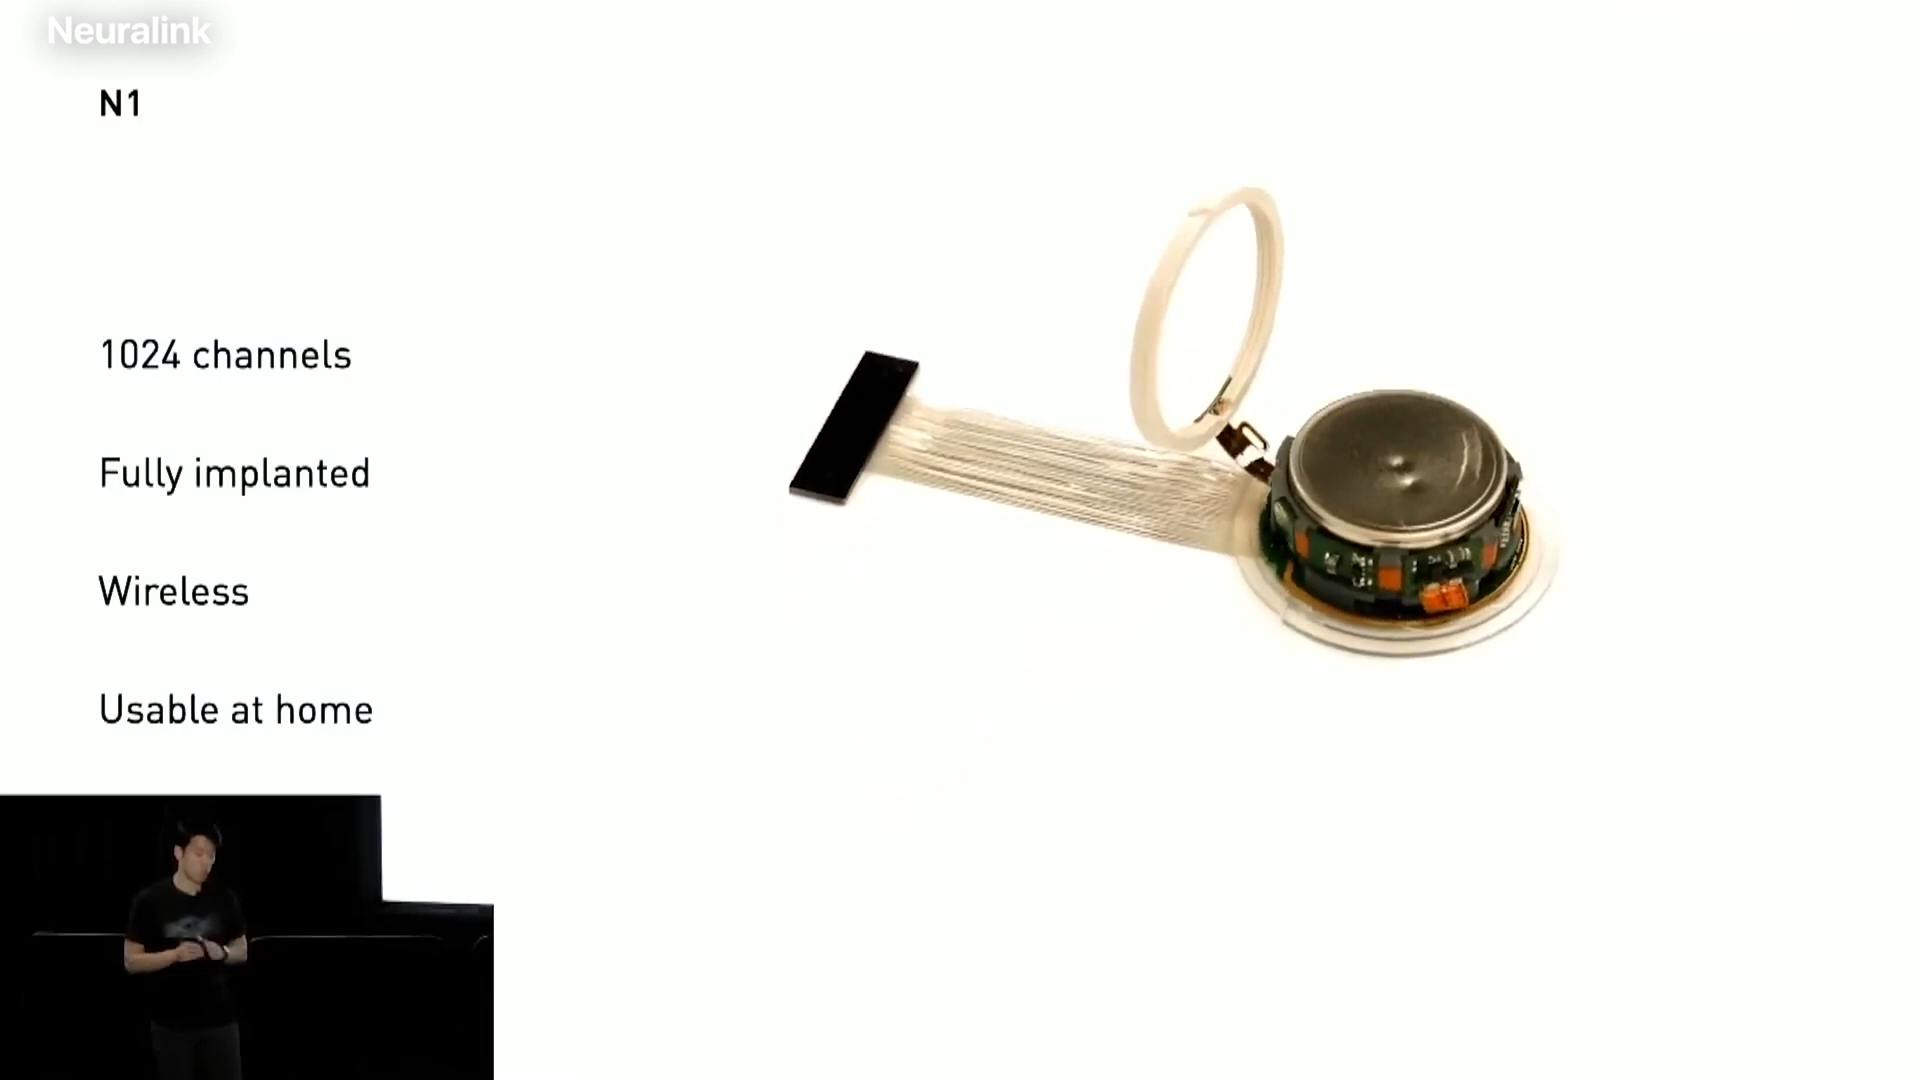 Neuralink
N1
1024 channels
Fully implanted
Wireless
Usable at home